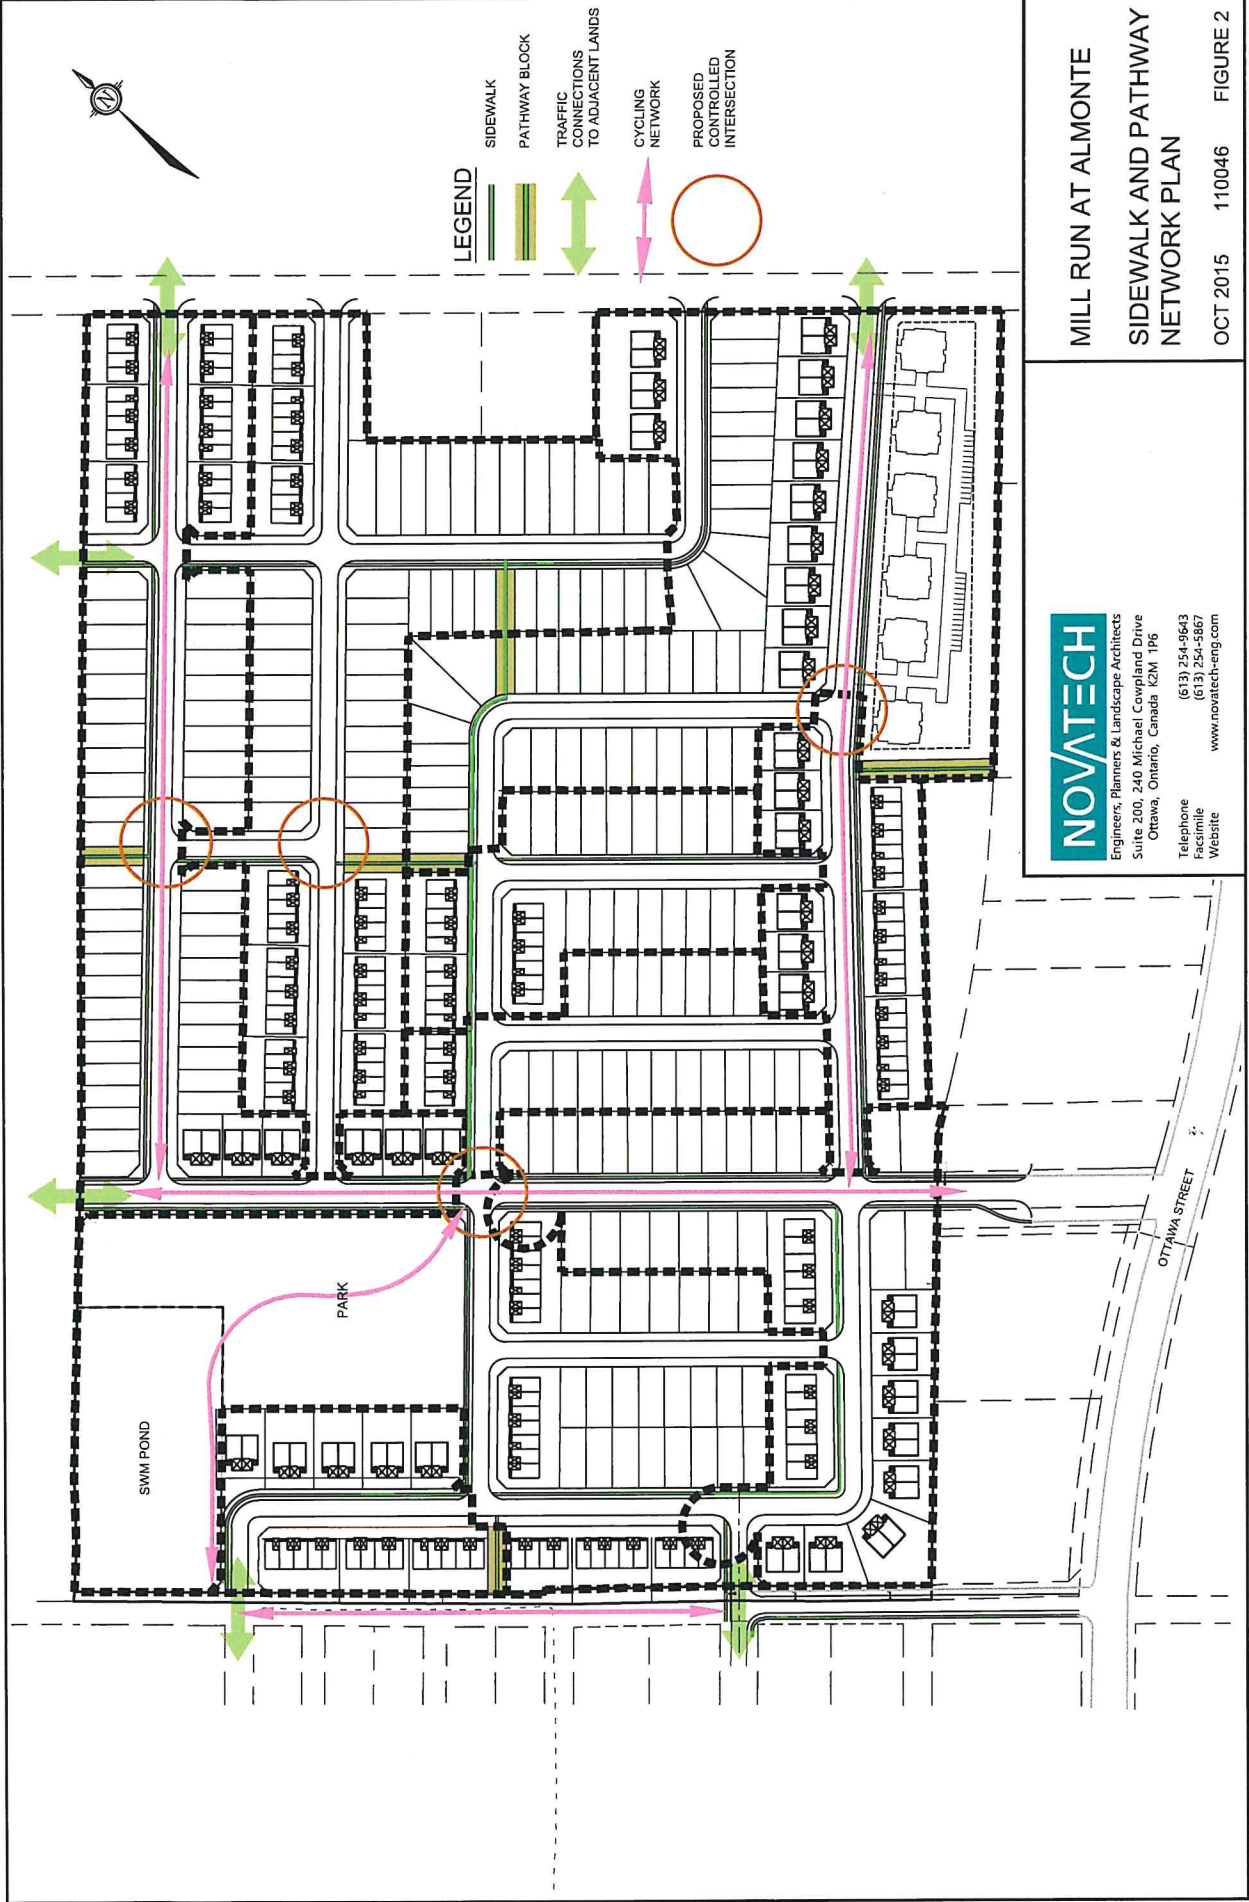 N
LEGEND
SIDEWALK
PATHWAY BLOCK
TRAFFIC
CONNECTIONS
TO ADJACENT LANDS
CYCLING
NETWORK
PROPOSED
CONTROLLED
INTERSECTION
PARK
SWM POND
OTTAWA STREET
NOVATECH
Engineers, Planners & Landscape Architects
Suite 200, 240 Michael Cowpland Drive
Ottawa, Ontario, Canada K2M 1P6
Telephone (613) 254-9643
Facsimile (613) 254-5867
Website www.novatech-eng.com
MILL RUN AT ALMONTE
SIDEWALK AND PATHWAY
NETWORK PLAN
OCT 2015 110046 FIGURE 2